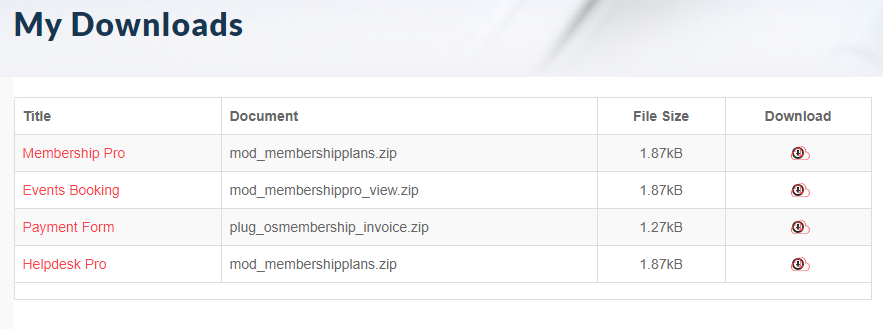 My Downloads
Title Document File Size Download
Membership Pro mod_membershipplans.zip 1.87kB
Events Booking mod_membershippro_view.zip 1.87kB
Payment Form plug_osmembership_invoice.zip 1.27kB
Helpdesk Pro mod_membershipplans.zip 1.87kB